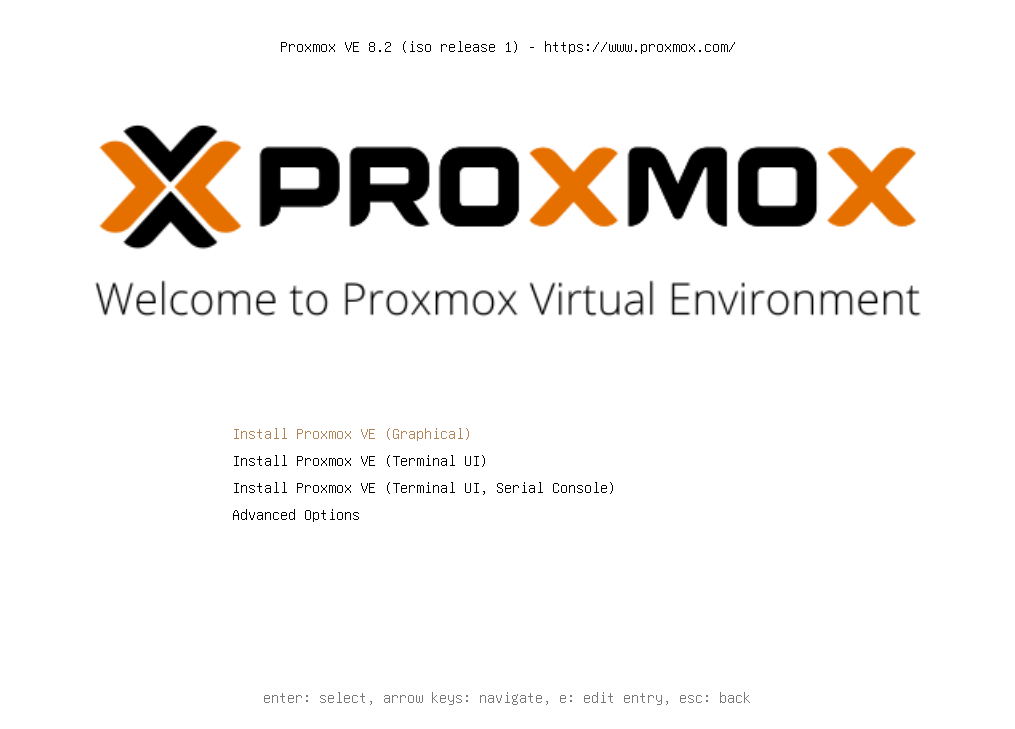 Proxmox VE 8.2 (iso release 1) - https://www.proxmox.com/
PROXMOX
Welcome to Proxmox Virtual Environment
Install Proxmox VE (Graphical)
Install Proxmox VE (Terminal UI)
Install Proxmox VE (Terminal UI, Serial Console)
Advanced Options
enter: select, arrow keys: navigate, e: edit entry, esc: back